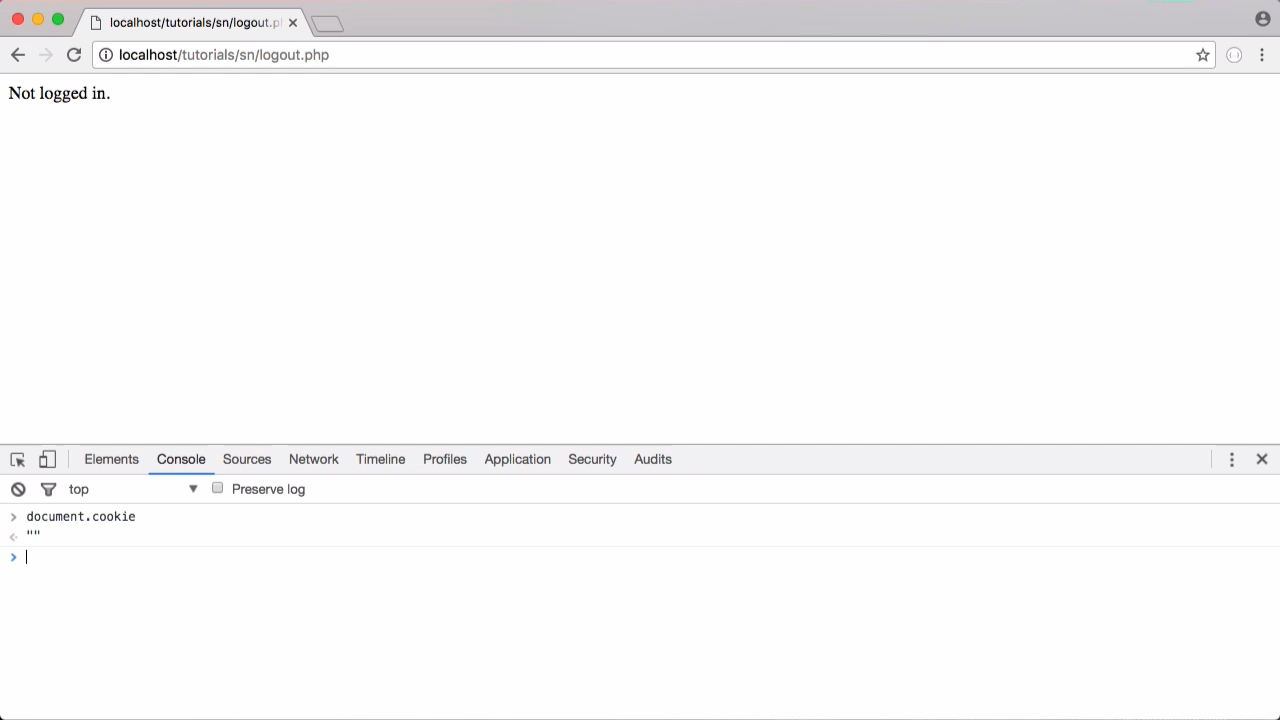 localhost/tutorials/sn/logout.p
localhost/tutorials/sn/logout.php
Not logged in.
Elements Console Sources Network Timeline Profiles Application Security Audits
top Preserve log
document.cookie
""